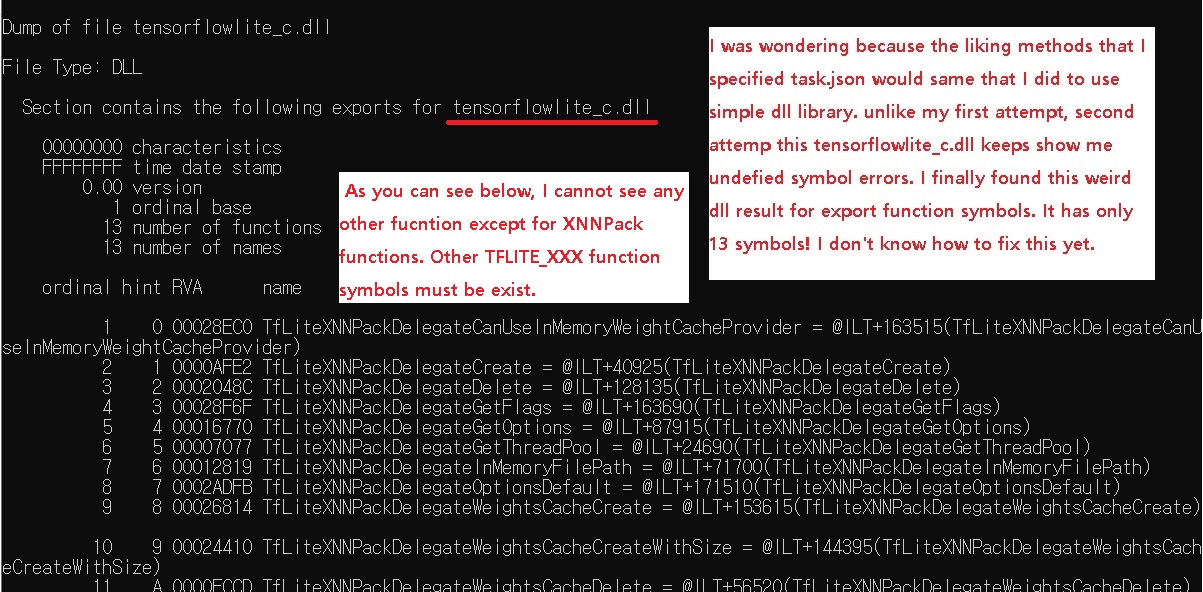 Dump of file tensorflowlite_c.dll
File Type: DLL
Section contains the following exports for tensorflowlite_c.dll
00000000 characteristics
FFFFFFFF time date stamp
0.00 version
1 ordinal base
13 number of functions
13 number of names
ordinal hint RVA name
I was wondering because the liking methods that I
specified task.json would same that I did to use
simple dll library. unlike my first attempt, second
attemp this tensorflowlite_c.dll keeps show me
undefied symbol errors. I finally found this weird
dll result for export function symbols. It has only
13 symbols! I don't know how to fix this yet.
As you can see below, I cannot see any
other fucntion except for XNNPack
functions. Other TFLITE_XXX function
symbols must be exist.
1 0 00028EC0 TfLiteXNNPackDelegateCanUseInMemoryWeightCacheProvider = @ILT+163515(TfLiteXNNPackDelegateCanU
seInMemoryWeightCacheProvider)
2 1 0000AFE2 TfLiteXNNPackDelegateCreate = @ILT+40925(TfLiteXNNPackDelegateCreate)
3 2 0002048C TfLiteXNNPackDelegateDelete = @ILT+128135(TfLiteXNNPackDelegateDelete)
4 3 00028F6F TfLiteXNNPackDelegateGetFlags = @ILT+163690(TfLiteXNNPackDelegateGetFlags)
5 4 00016770 TfLiteXNNPackDelegateGetOptions = @ILT+87915(TfLiteXNNPackDelegateGetOptions)
6 5 00007077 TfLiteXNNPackDelegateGetThreadPool = @ILT+24690(TfLiteXNNPackDelegateGetThreadPool)
7 6 00012819 TfLiteXNNPackDelegateInMemoryFilePath = @ILT+71700(TfLiteXNNPackDelegateInMemoryFilePath)
8 7 0002ADFB TfLiteXNNPackDelegateOptionsDefault = @ILT+171510(TfLiteXNNPackDelegateOptionsDefault)
9 8 00026814 TfLiteXNNPackDelegateWeightsCacheCreate = @ILT+153615(TfLiteXNNPackDelegateWeightsCacheCreate)
10 9 00024410 TfLiteXNNPackDelegateWeightsCacheCreateWithSize = @ILT+144395(TfLiteXNNPackDelegateWeightsCach
eCreateWithSize)
11 A 0000ECCD TfLiteXNNPackDelegateWeightsCacheDelete = @ILT+56520(TfLiteXNNPackDelegateWeightsCacheDelete)